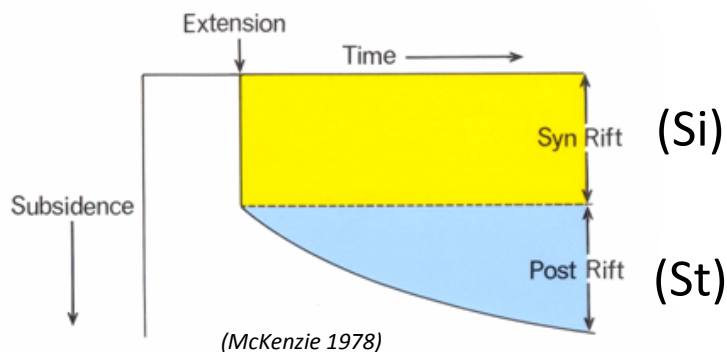 Extension
Time
Syn Rift
(Si)
Subsidence
Post Rift
(St)
(McKenzie 1978)